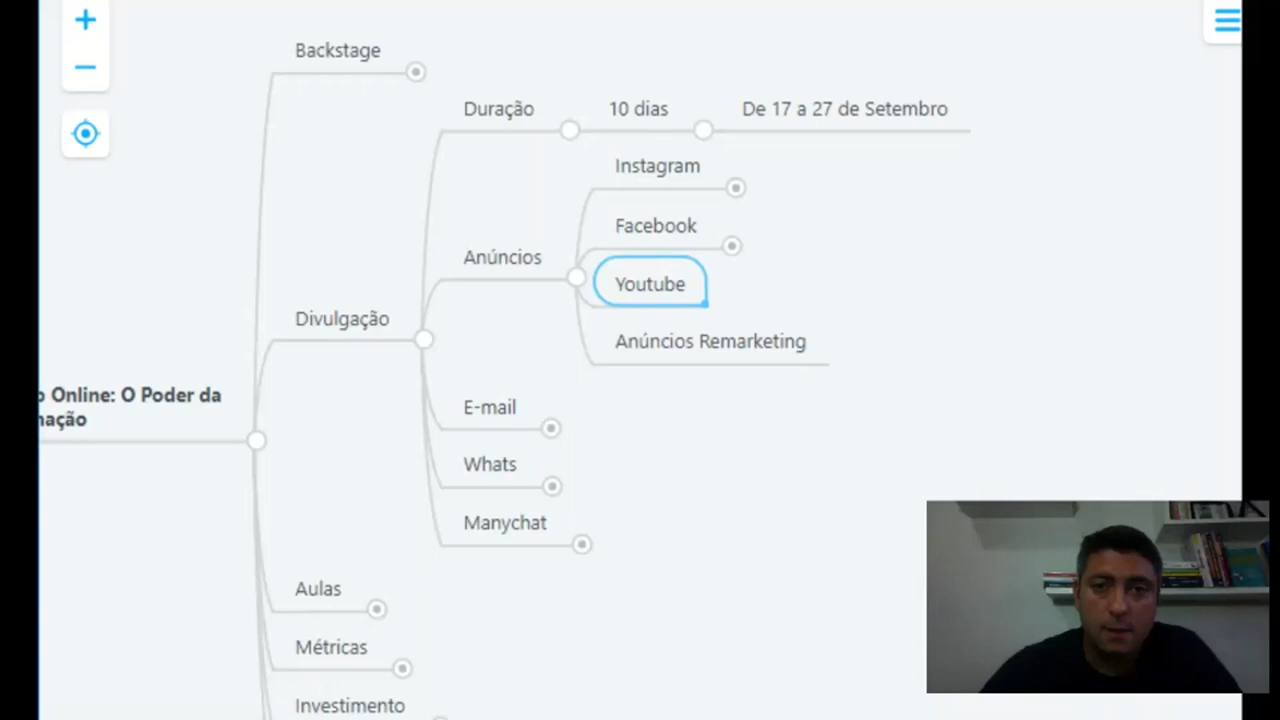 Backstage
Duração
10 dias
De 17 a 27 de Setembro
Instagram
Facebook
Anúncios
Youtube
Divulgação
Anúncios Remarketing
o Online: O Poder da
nação
E-mail
Whats
Manychat
Aulas
Métricas
Investimento